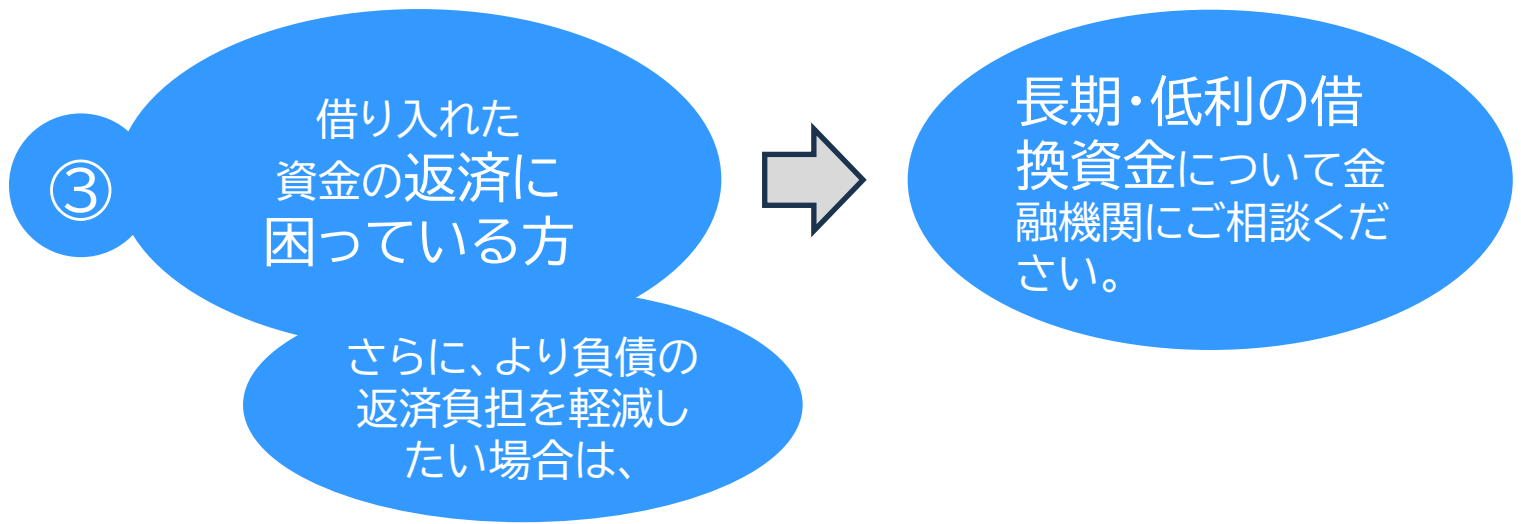 ③
借り入れた
資金の返済に
困っている方
さらに、より負債の
返済負担を軽減し
たい場合は、
長期・低利の借
換資金について金
融機関にご相談くだ
さい。